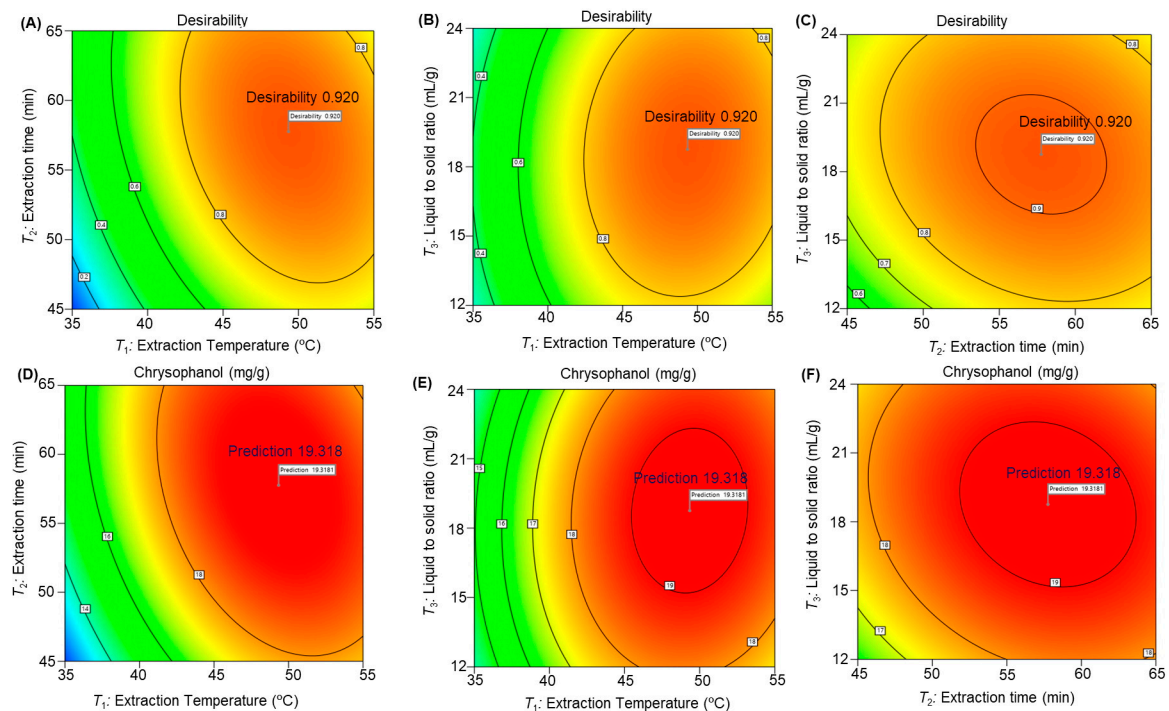 (A)
Desirability
65
60
55
50
45
35
40
45
50
55
T2: Extraction time (min)
T1: Extraction Temperature (°C)
0.2
0.4
0.6
0.8
0.8
Desirability 0.920
Desirability 0.920
(B)
Desirability
24
21
18
15
12
35
40
45
50
55
T3: Liquid to solid ratio (mL/g)
T1: Extraction Temperature (°C)
0.4
0.4
0.6
0.8
0.8
Desirability 0.920
Desirability 0.920
(C)
Desirability
24
21
18
15
12
45
50
55
60
65
T3: Liquid to solid ratio (mL/g)
T2: Extraction time (min)
0.6
0.7
0.8
0.9
0.8
Desirability 0.920
Desirability 0.920
(D)
Chrysophanol (mg/g)
65
60
55
50
45
35
40
45
50
55
T2: Extraction time (min)
T1: Extraction Temperature (°C)
14
16
18
Prediction 19.318
Prediction 19.3181
(E)
Chrysophanol (mg/g)
24
21
18
15
12
35
40
45
50
55
T3: Liquid to solid ratio (mL/g)
T1: Extraction Temperature (°C)
15
16
17
18
19
18
Prediction 19.318
Prediction 19.3181
(F)
Chrysophanol (mg/g)
24
21
18
15
12
45
50
55
60
65
T3: Liquid to solid ratio (mL/g)
T2: Extraction time (min)
17
18
19
18
Prediction 19.318
Prediction 19.3181